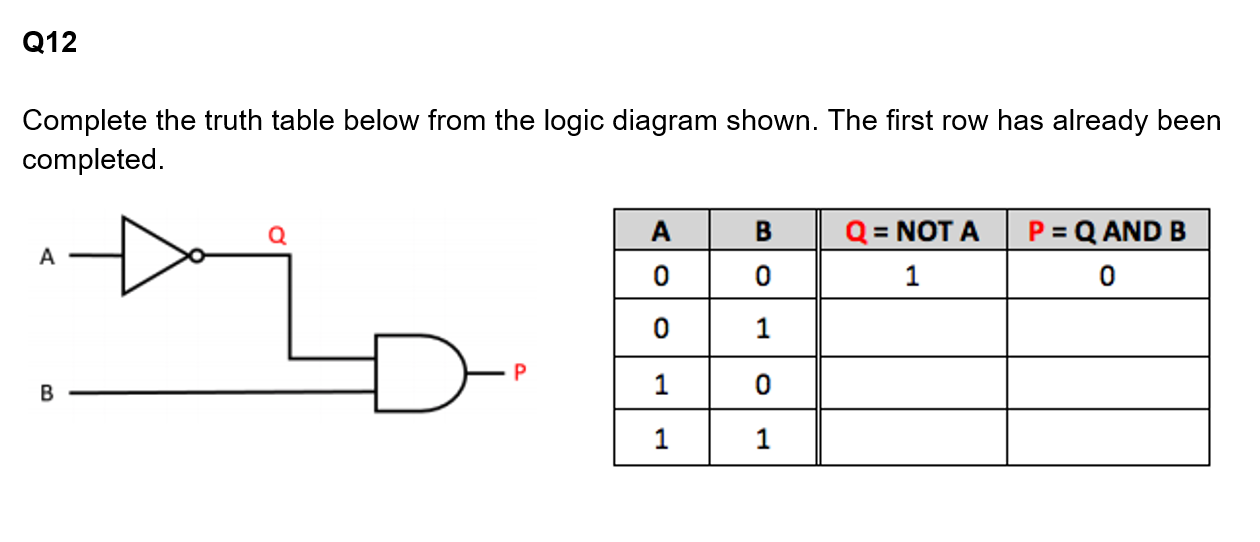 Q12
Complete the truth table below from the logic diagram shown. The first row has already been
completed.
A
Q
B
P
A B Q = NOT A P = Q AND B
0 0 1 0
0 1
1 0
1 1